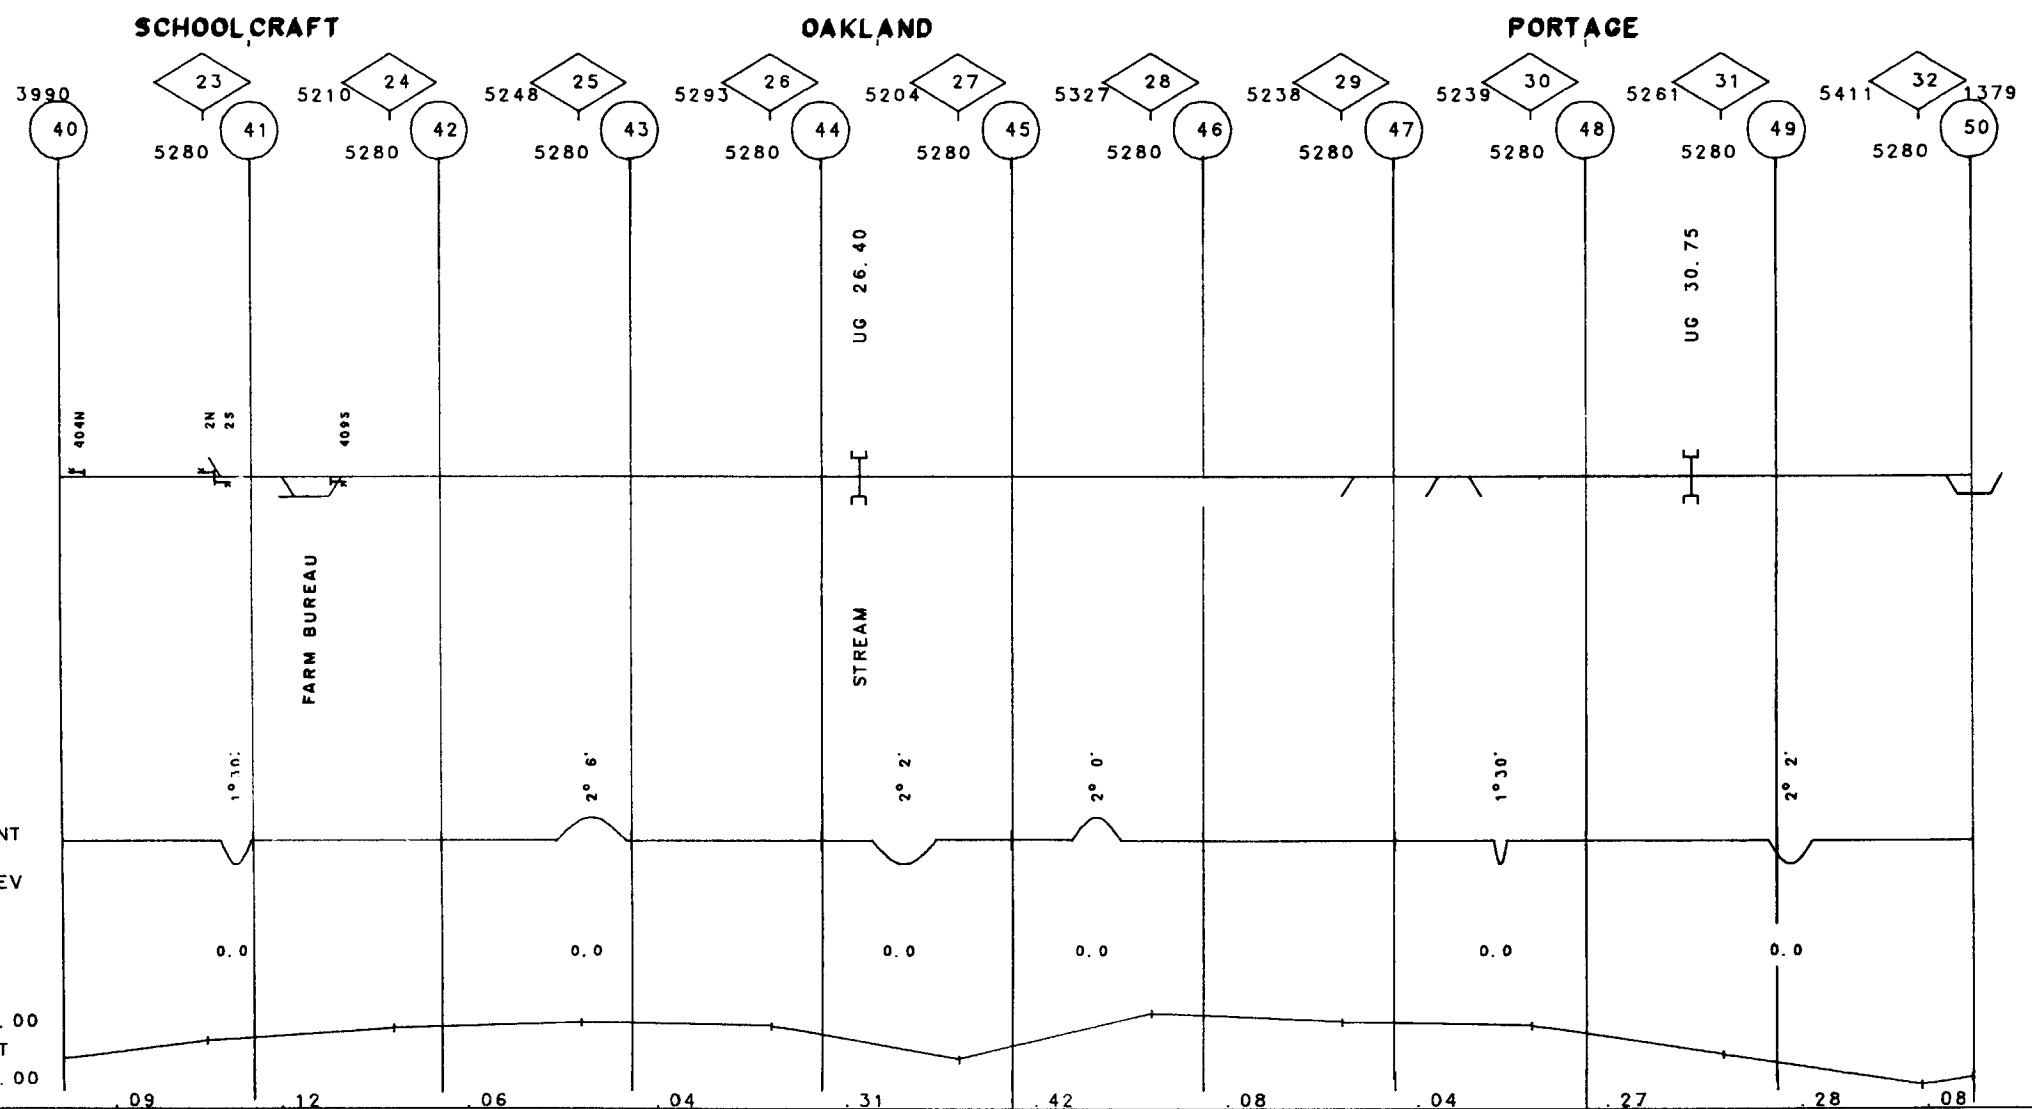 SCHOOLCRAFT OAKLAND PORTAGE
23 24 25 26 27 28 29 30 31 32
3990 5210 5248 5293 5204 5327 5238 5239 5261 5411 1379
40 41 42 43 44 45 46 47 48 49 50
5280 5280 5280 5280 5280 5280 5280 5280 5280 5280
UG 26.40
UG 30.75
404N
2N
2S
409S
FARM BUREAU
STREAM
1° 30'
2° 6'
2° 2'
2° 0'
1° 30'
2° 2'
NT
EV
0.0 0.0 0.0 0.0 0.0 0.0
.00
T
.00
.09 .12 .06 .04 .31 .42 .08 .04 .27 .28 .08